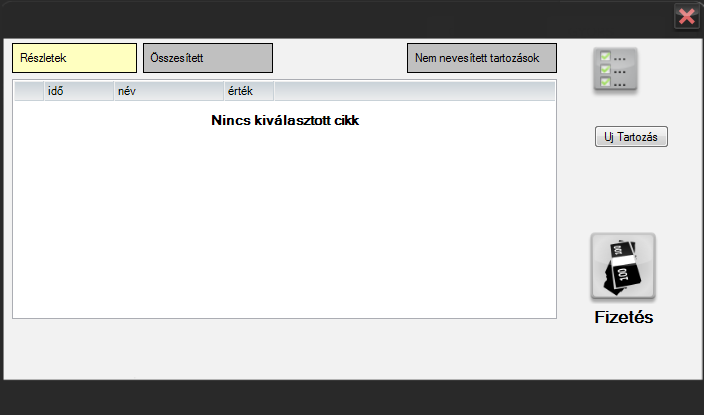 Részletek Összesített Nem nevesített tartozások
idő név érték
Nincs kiválasztott cikk
Uj Tartozás
100
100
Fizetés